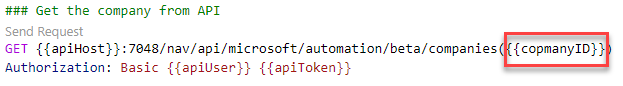 ### Get the company from API
Send Request
GET {{apiHost}}:7048/nav/api/microsoft/automation/beta/companies({{copmanyID}})
Authorization: Basic {{apiUser}} {{apiToken}}